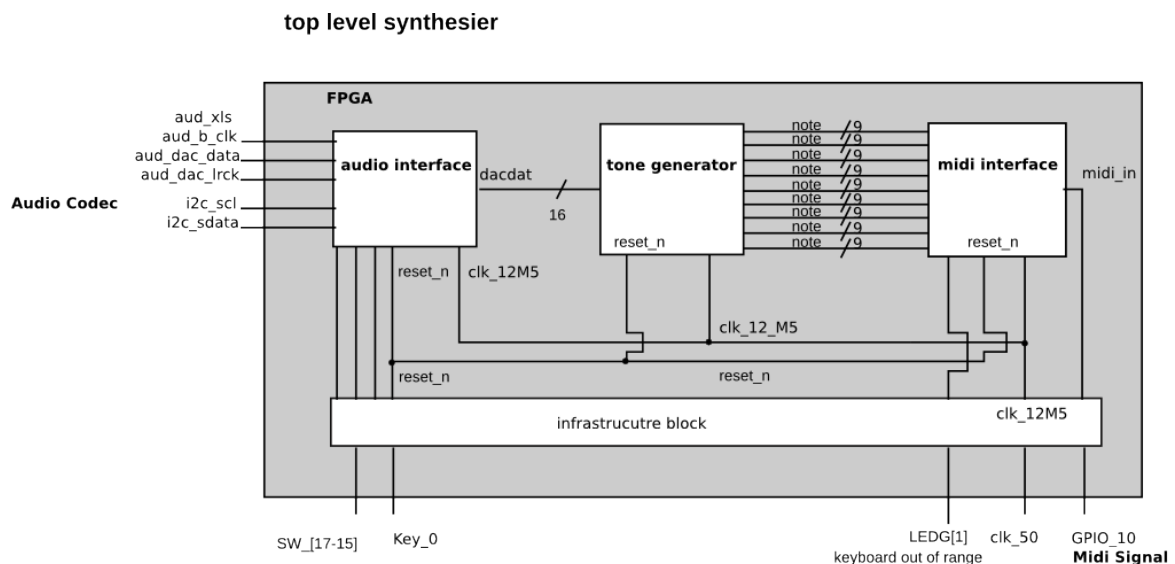 top level synthesier
FPGA
aud_xls
aud_b_clk
aud_dac_data
aud_dac_lrck
Audio Codec
i2c_scl
i2c_sdata
audio interface
dacdat
16
tone generator
reset_n
note 9
note 9
note 9
note 9
note 9
note 9
note 9
note 9
note 9
midi interface
reset_n
midi_in
reset_n
clk_12M5
clk_12_M5
reset_n
reset_n
infrastrucutre block
clk_12M5
SW_[17-15]
Key_0
LEDG[1]
keyboard out of range
clk_50
GPIO_10
Midi Signal